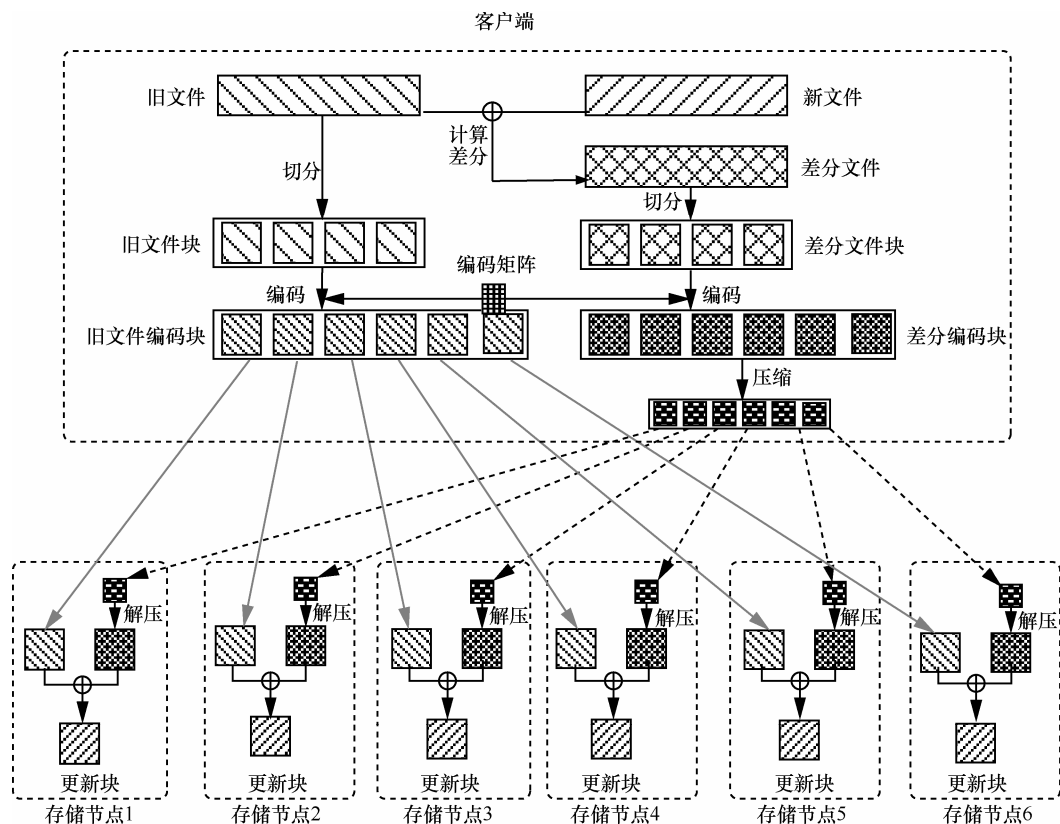 客户端
旧文件
新文件
计算
差分
差分文件
切分
切分
旧文件块
差分文件块
编码矩阵
编码
编码
旧文件编码块
差分编码块
压缩
解压
解压
解压
解压
解压
解压
更新块
更新块
更新块
更新块
更新块
更新块
存储节点1
存储节点2
存储节点3
存储节点4
存储节点5
存储节点6